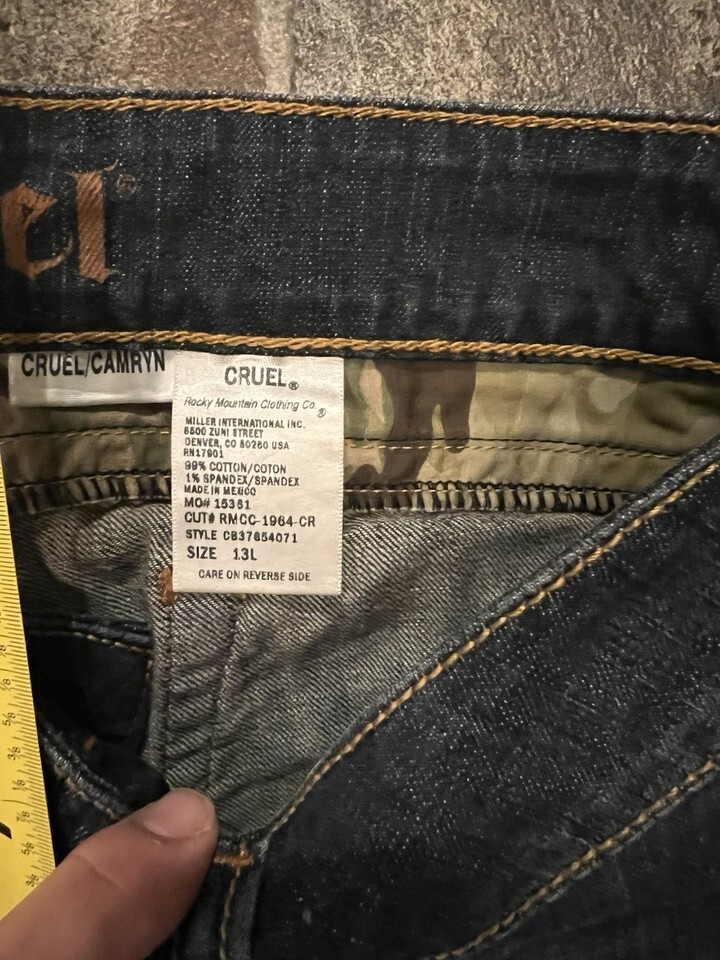 el®
CRUEL/CAMRYN
CRUEL®
Rocky Mountain Clothing Co.®
MILLER INTERNATIONAL INC.
8500 ZUNI STREET
DENVER, CO 80260 USA
RN17901
99% COTTON/COTON
1% SPANDEX/SPANDEX
MADE IN MEXICO
MO# 15361
CUT# RMCC-1964-CR
STYLE CB37654071
SIZE 13L
CARE ON REVERSE SIDE